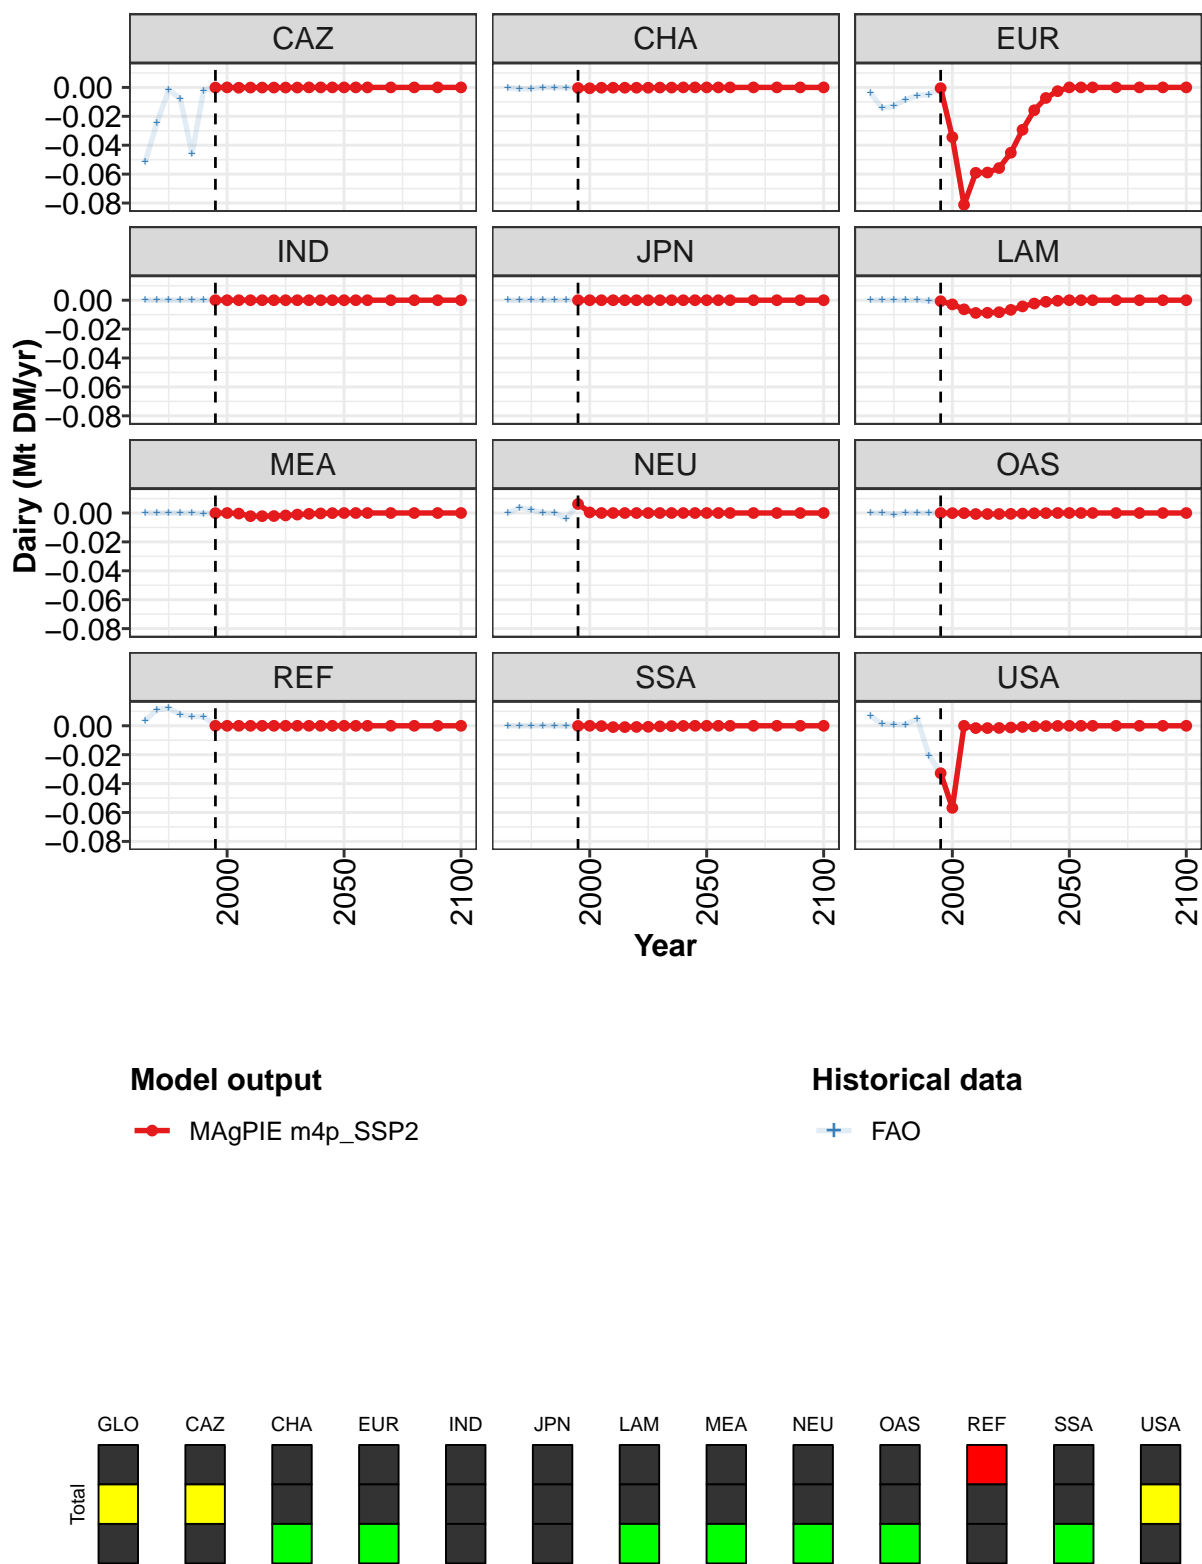 CAZ CHA EUR
0.00
−0.02
−0.04
−0.06
−0.08
IND JPN LAM
0.00
−0.02
−0.04
−0.06
−0.08
MEA NEU OAS
0.00
−0.02
−0.04
−0.06
−0.08
REF SSA USA
0.00
−0.02
−0.04
−0.06
−0.08
Dairy (Mt DM/yr)
2000 2050 2100 2000 2050 2100 2000 2050 2100
Year
Model output Historical data
MAgPIE m4p_SSP2 FAO
GLO CAZ CHA EUR IND JPN LAM MEA NEU OAS REF SSA USA
Total